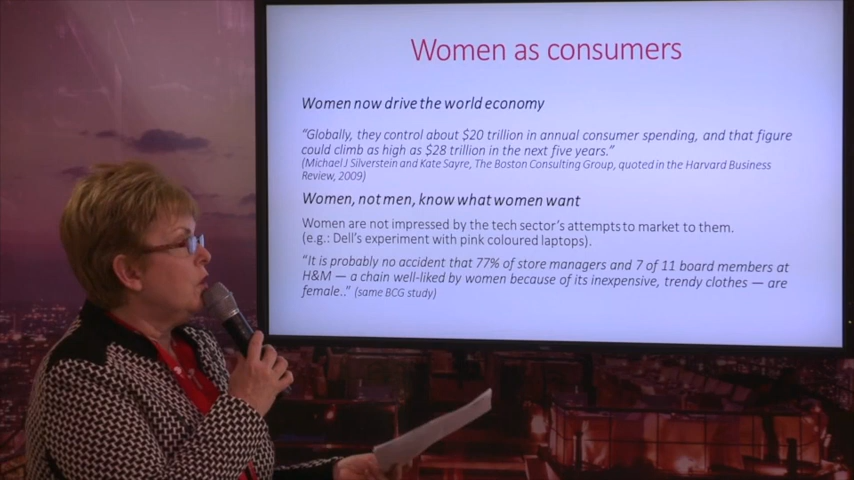 Women as consumers
Women now drive the world economy
“Globally, they control about $20 trillion in annual consumer spending, and that figure
could climb as high as $28 trillion in the next five years.”
(Michael J Silverstein and Kate Sayre, The Boston Consulting Group, quoted in the Harvard Business
Review, 2009)
Women, not men, know what women want
Women are not impressed by the tech sector’s attempts to market to them.
(e.g.: Dell’s experiment with pink coloured laptops).
“It is probably no accident that 77% of store managers and 7 of 11 board members at
H&M — a chain well-liked by women because of its inexpensive, trendy clothes — are
female..” (same BCG study)